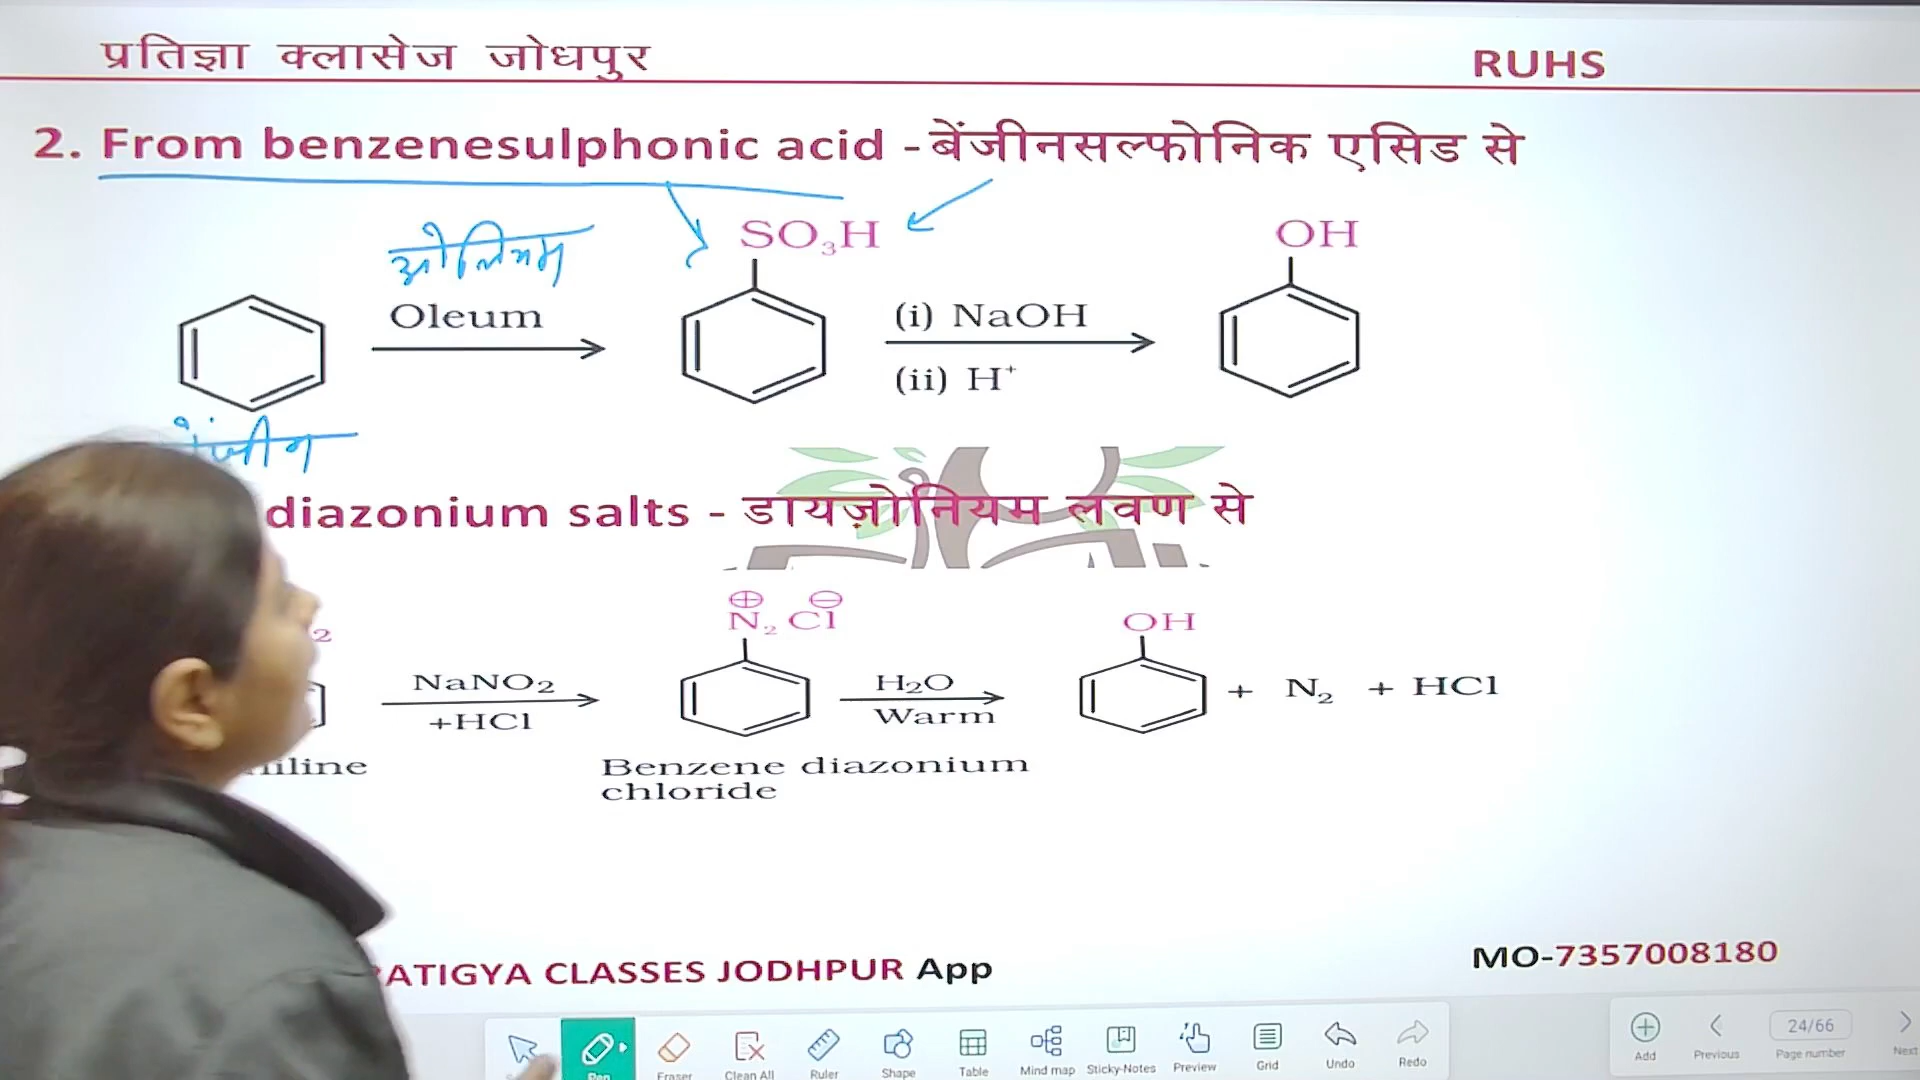 प्रतिज्ञा क्लासेज जोधपुर RUHS
2. From benzenesulphonic acid - बेंजीनसल्फोनिक एसिड से
ओलियम
SO₃H
OH
Oleum
(i) NaOH
(ii) H⁺
diazonium salts - डायज़ोनियम लवण से
⊕ ⊖
N₂ Cl
OH
2
NaNO₂
+HCl
H₂O
Warm
+ N₂ + HCl
Benzene diazonium
chloride
ATIGYA CLASSES JODHPUR App
MO-7357008180
Pen
Eraser
Clean All
Ruler
Shape
Table
Mind map
Sticky-Notes
Preview
Grid
Undo
Redo
Add
Previous
24/66
Page number
Next